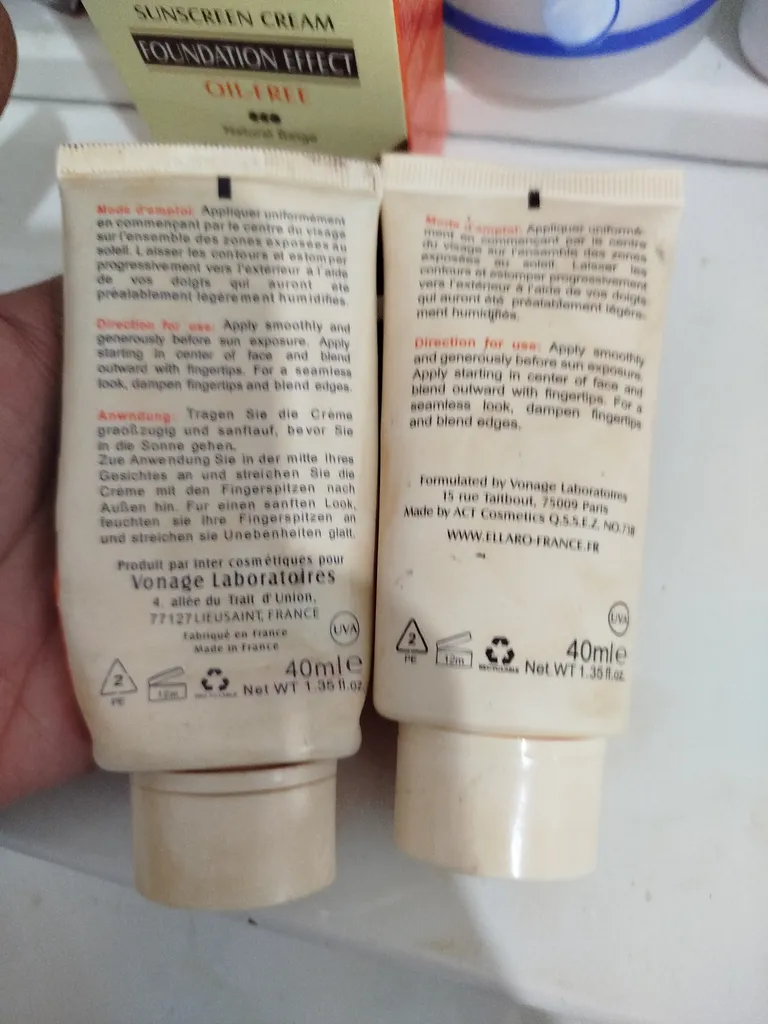 SUNSCREEN CREAM
FOUNDATION EFFECT
OIL FREE
Natural Beige
Mode d'emploi: Appliquer uniformément
en commençant par le centre du visage
sur l'ensemble des zones exposées au
soleil. Laisser les contours et estomper
progressivement vers l'extérieur à l'aide
de vos doigts qui auront été
préalablement légèrement humidifiés.
Direction for use: Apply smoothly and
generously before sun exposure. Apply
starting in center of face and blend
outward with fingertips. For a seamless
look, dampen fingertips and blend edges.
Anwendung: Tragen Sie die Crème
graoßzugig und sanftauf, bevor Sie
in die Sonne gehen.
Zue Anwendung Sie in der mitte Ihres
Gesichtes an und streichen Sie die
Crème mit den Fingerspitzen nach
Außen hin. Fur einen sanften Look,
feuchten sie Ihre Fingerspitzen an
und streichen sie Unebenheiten glatt.
Produit par inter cosmétiques pour
Vonage Laboratoires
4. allée du Trait d'Union,
77127 LIEUSAINT, FRANCE
Fabriqué en France
Made in France
UVA
2
PE
12m
RECYCLABLE
40ml e
Net WT 1.35 fl.oz.
Mode d'emploi: Appliquer uniformé-
ment en commençant par le centre
du visage sur l'ensemble des zones
exposées au soleil. Laisser les
contours et estomper progressivement
vers l'extérieur à l'aide de vos doigts
qui auront été préalablement légère-
ment humidifiés.
Direction for use: Apply smoothly
and generously before sun exposure.
Apply starting in center of face and
blend outward with fingertips. For a
seamless look, dampen fingertips
and blend edges.
Formulated by Vonage Laboratoires
15 rue Taitbout, 75009 Paris
Made by ACT Cosmetics Q.S.S.E.Z. NO.738
WWW.ELLARO-FRANCE.FR
UVA
2
PE
12m
RECYCLABLE
40ml e
Net WT 1.35 fl.oz.